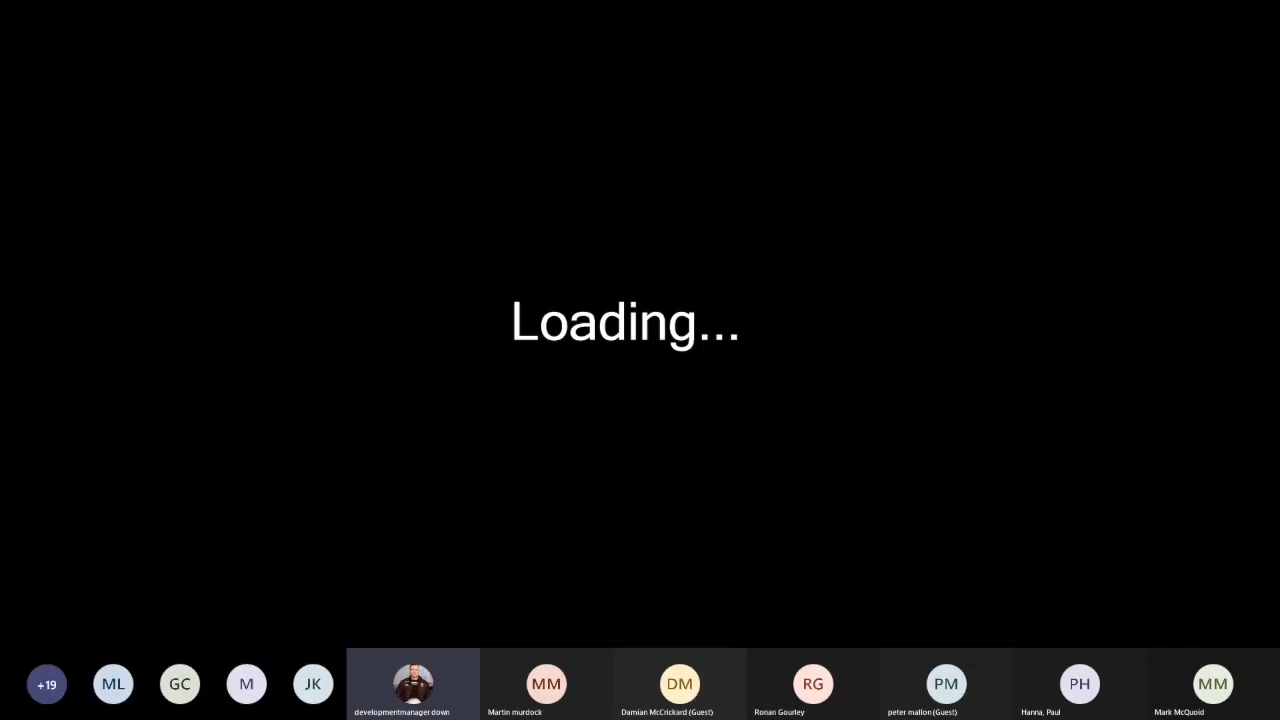 Loading...
+19
ML
GC
M
JK
developmentmanager down
MM
Martin murdock
DM
Damian McCrickard (Guest)
RG
Ronan Gourley
PM
peter mallon (Guest)
PH
Hanna, Paul
MM
Mark McQuoid